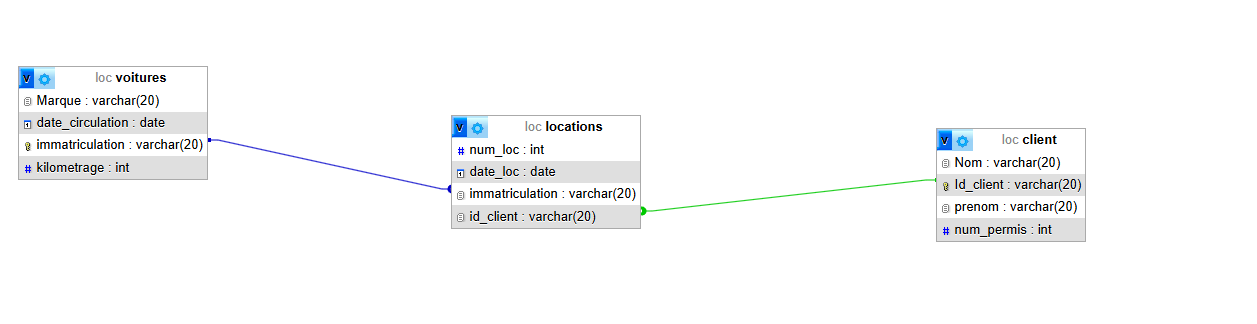 V loc voitures
Marque : varchar(20)
date_circulation : date
immatriculation : varchar(20)
# kilometrage : int
V loc locations
# num_loc : int
date_loc : date
immatriculation : varchar(20)
id_client : varchar(20)
V loc client
Nom : varchar(20)
Id_client : varchar(20)
prenom : varchar(20)
# num_permis : int